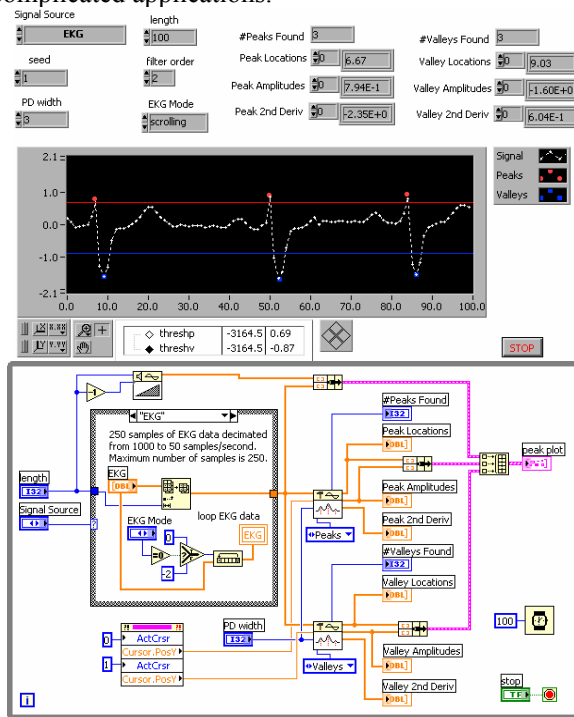 complicated applications.
Signal Source
EKG
length
100
#Peaks Found
3
#Valleys Found
3
seed
1
filter order
2
Peak Locations
0
6.67
Valley Locations
0
9.03
Peak Amplitudes
0
7.94E-1
Valley Amplitudes
0
-1.60E+0
PD width
3
EKG Mode
scrolling
Peak 2nd Deriv
0
-2.35E+0
Valley 2nd Deriv
0
6.04E-1
2.1
1.0
0.0
-1.0
-2.1
0.0 10.0 20.0 30.0 40.0 50.0 60.0 70.0 80.0 90.0 100.0
Signal
Peaks
Valleys
X X.XX
Y Y.YY
threshp -3164.5 0.69
threshv -3164.5 -0.87
STOP
-1
"EKG"
250 samples of EKG data decimated
from 1000 to 50 samples/second.
Maximum number of samples is 250.
#Peaks Found
I32
Peak Locations
DBL
peak plot
EKG
DBL
length
I32
Signal Source
?
loop EKG data
EKG
EKG Mode
0
=0
?
-2
Peak Amplitudes
DBL
Peak 2nd Deriv
DBL
Peaks
#Valleys Found
I32
Valley Locations
DBL
0
ActCrsr
Cursor.PosY
1
ActCrsr
Cursor.PosY
PD width
I32
100
Valleys
Valley Amplitudes
DBL
Valley 2nd Deriv
DBL
stop
TF
i